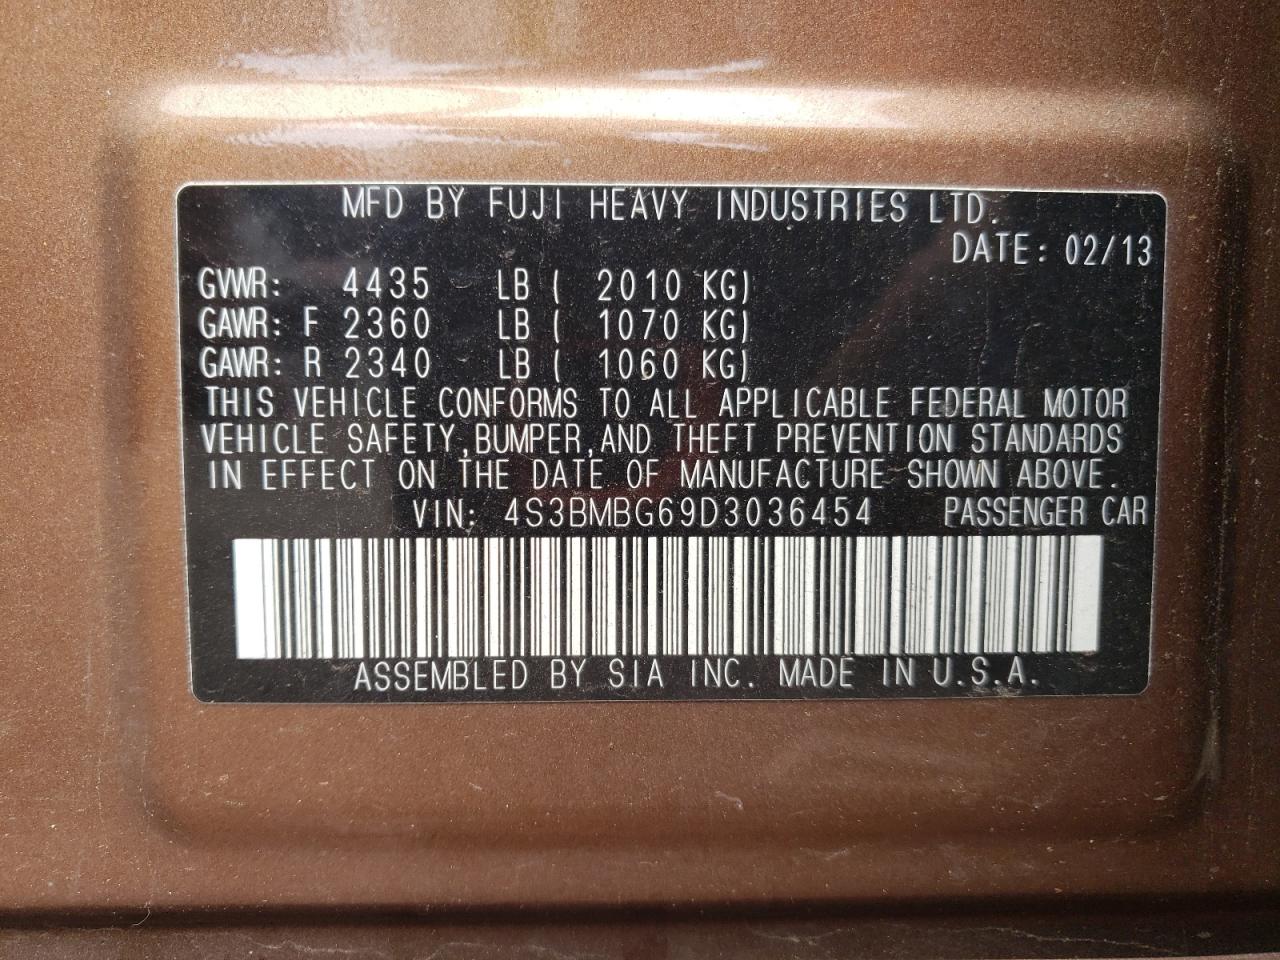 MFD BY FUJI HEAVY INDUSTRIES LTD.
DATE: 02/13
GVWR: 4435 LB ( 2010 KG)
GAWR: F 2360 LB ( 1070 KG)
GAWR: R 2340 LB ( 1060 KG)
THIS VEHICLE CONFORMS TO ALL APPLICABLE FEDERAL MOTOR
VEHICLE SAFETY,BUMPER,AND THEFT PREVENTION STANDARDS
IN EFFECT ON THE DATE OF MANUFACTURE SHOWN ABOVE.
VIN: 4S3BMBG69D3036454 PASSENGER CAR
ASSEMBLED BY SIA INC. MADE IN U.S.A.